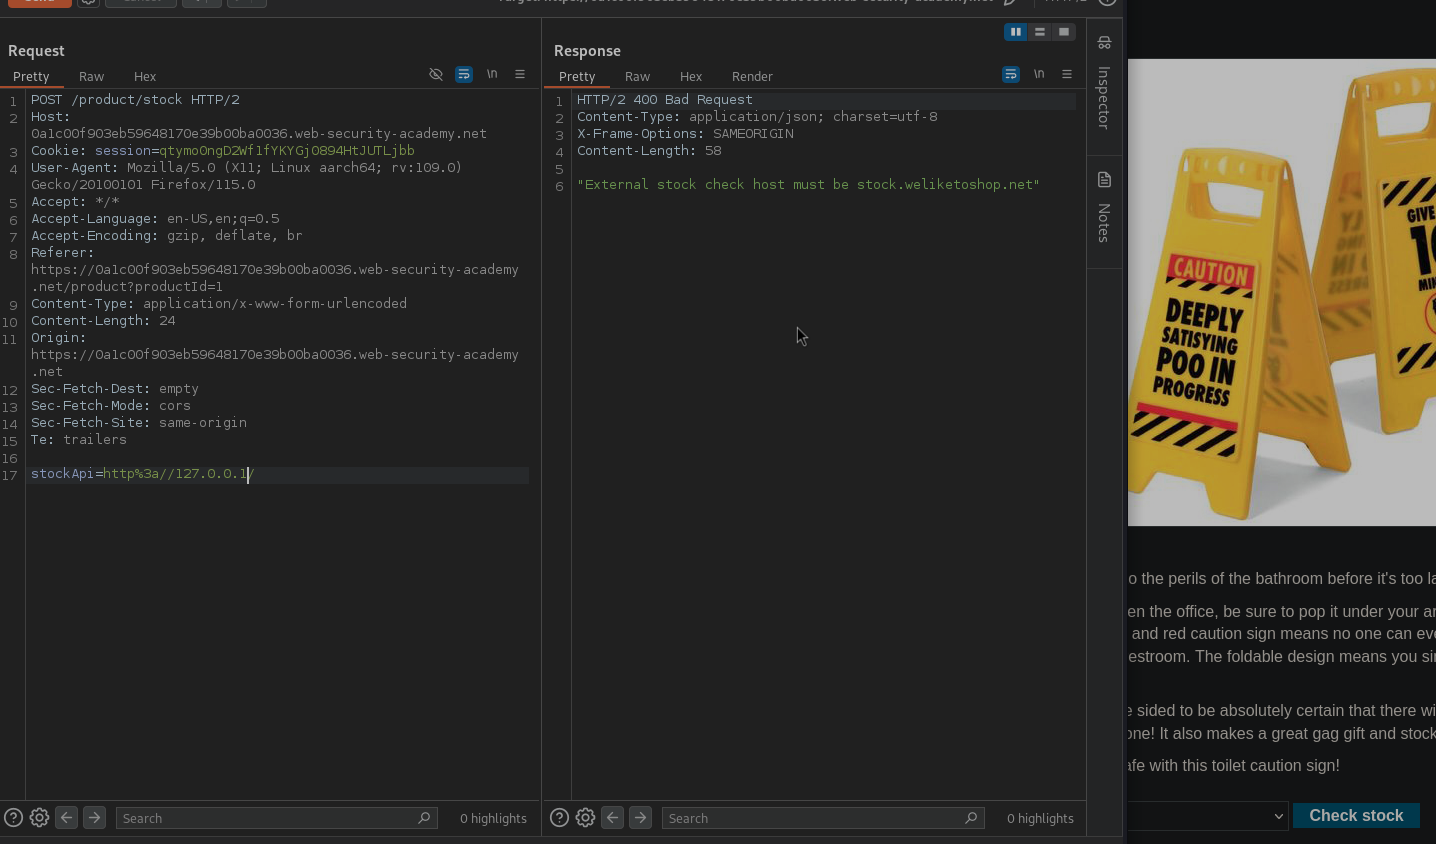 Request
Pretty Raw Hex
\n
1 POST /product/stock HTTP/2
2 Host:
0a1c00f903eb59648170e39b00ba0036.web-security-academy.net
3 Cookie: session=qtymoOngD2Wf1fYKYGj0894HtJUTLjbb
4 User-Agent: Mozilla/5.0 (X11; Linux aarch64; rv:109.0)
Gecko/20100101 Firefox/115.0
5 Accept: */*
6 Accept-Language: en-US,en;q=0.5
7 Accept-Encoding: gzip, deflate, br
8 Referer:
https://0a1c00f903eb59648170e39b00ba0036.web-security-academy
.net/product?productId=1
9 Content-Type: application/x-www-form-urlencoded
10 Content-Length: 24
11 Origin:
https://0a1c00f903eb59648170e39b00ba0036.web-security-academy
.net
12 Sec-Fetch-Dest: empty
13 Sec-Fetch-Mode: cors
14 Sec-Fetch-Site: same-origin
15 Te: trailers
16
17 stockApi=http%3a//127.0.0.1/
Search
0 highlights
Response
Pretty Raw Hex Render
\n
1 HTTP/2 400 Bad Request
2 Content-Type: application/json; charset=utf-8
3 X-Frame-Options: SAMEORIGIN
4 Content-Length: 58
5
6 "External stock check host must be stock.weliketoshop.net"
Search
0 highlights
Inspector
Notes
CAUTION
DEEPLY
SATISYING
POO IN
PROGRESS
GIVE
10
MIN
o the perils of the bathroom before it's too la
en the office, be sure to pop it under your ar
and red caution sign means no one can eve
estroom. The foldable design means you sim
e sided to be absolutely certain that there wi
one! It also makes a great gag gift and stock
afe with this toilet caution sign!
Check stock